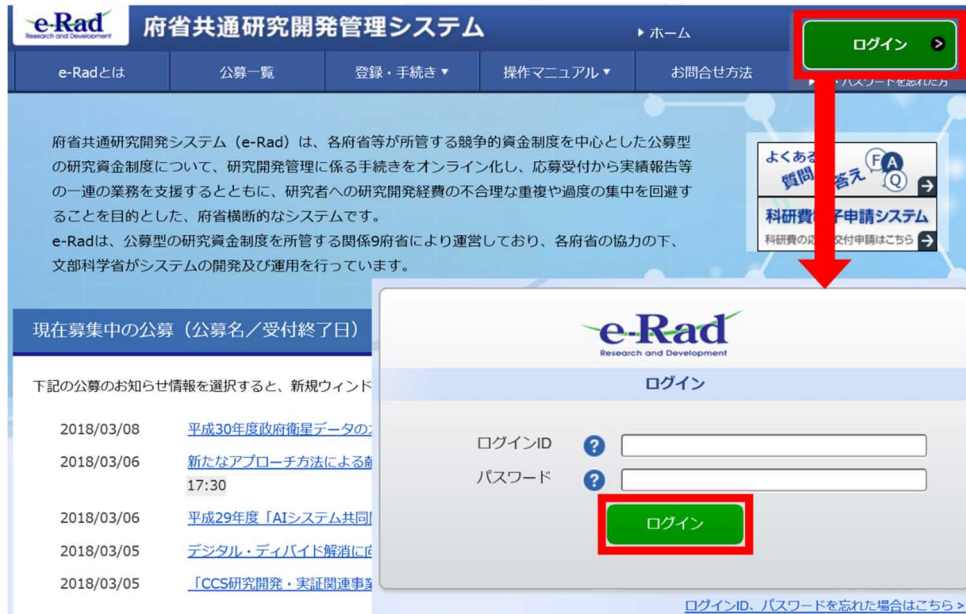 e-Rad
Research and Development
府省共通研究開発管理システム
ホーム
ログイン
パスワードを忘れた方
e-Radとは
公募一覧
登録・手続き▼
操作マニュアル▼
お問合せ方法
府省共通研究開発システム（e-Rad）は、各府省等が所管する競争的資金制度を中心とした公募型
の研究資金制度について、研究開発管理に係る手続きをオンライン化し、応募受付から実績報告等
の一連の業務を支援するとともに、研究者への研究開発経費の不合理な重複や過度の集中を回避す
ることを目的とした、府省横断的なシステムです。
e-Radは、公募型の研究資金制度を所管する関係9府省により運営しており、各府省の協力の下、
文部科学省がシステムの開発及び運用を行っています。
よくある
質問 答え
FAQ
科研費 子申請システム
科研費の応 交付申請はこちら
現在募集中の公募（公募名／受付終了日）
下記の公募のお知らせ情報を選択すると、新規ウィンド
2018/03/08 平成30年度政府衛星データの
2018/03/06 新たなアプローチ方法による
17:30
2018/03/06 平成29年度「AIシステム共同
2018/03/05 デジタル・ディバイド解消に
2018/03/05 「CCS研究開発・実証関連事業
e-Rad
Research and Development
ログイン
ログインID
パスワード
ログイン
ログインID、パスワードを忘れた場合はこちら>